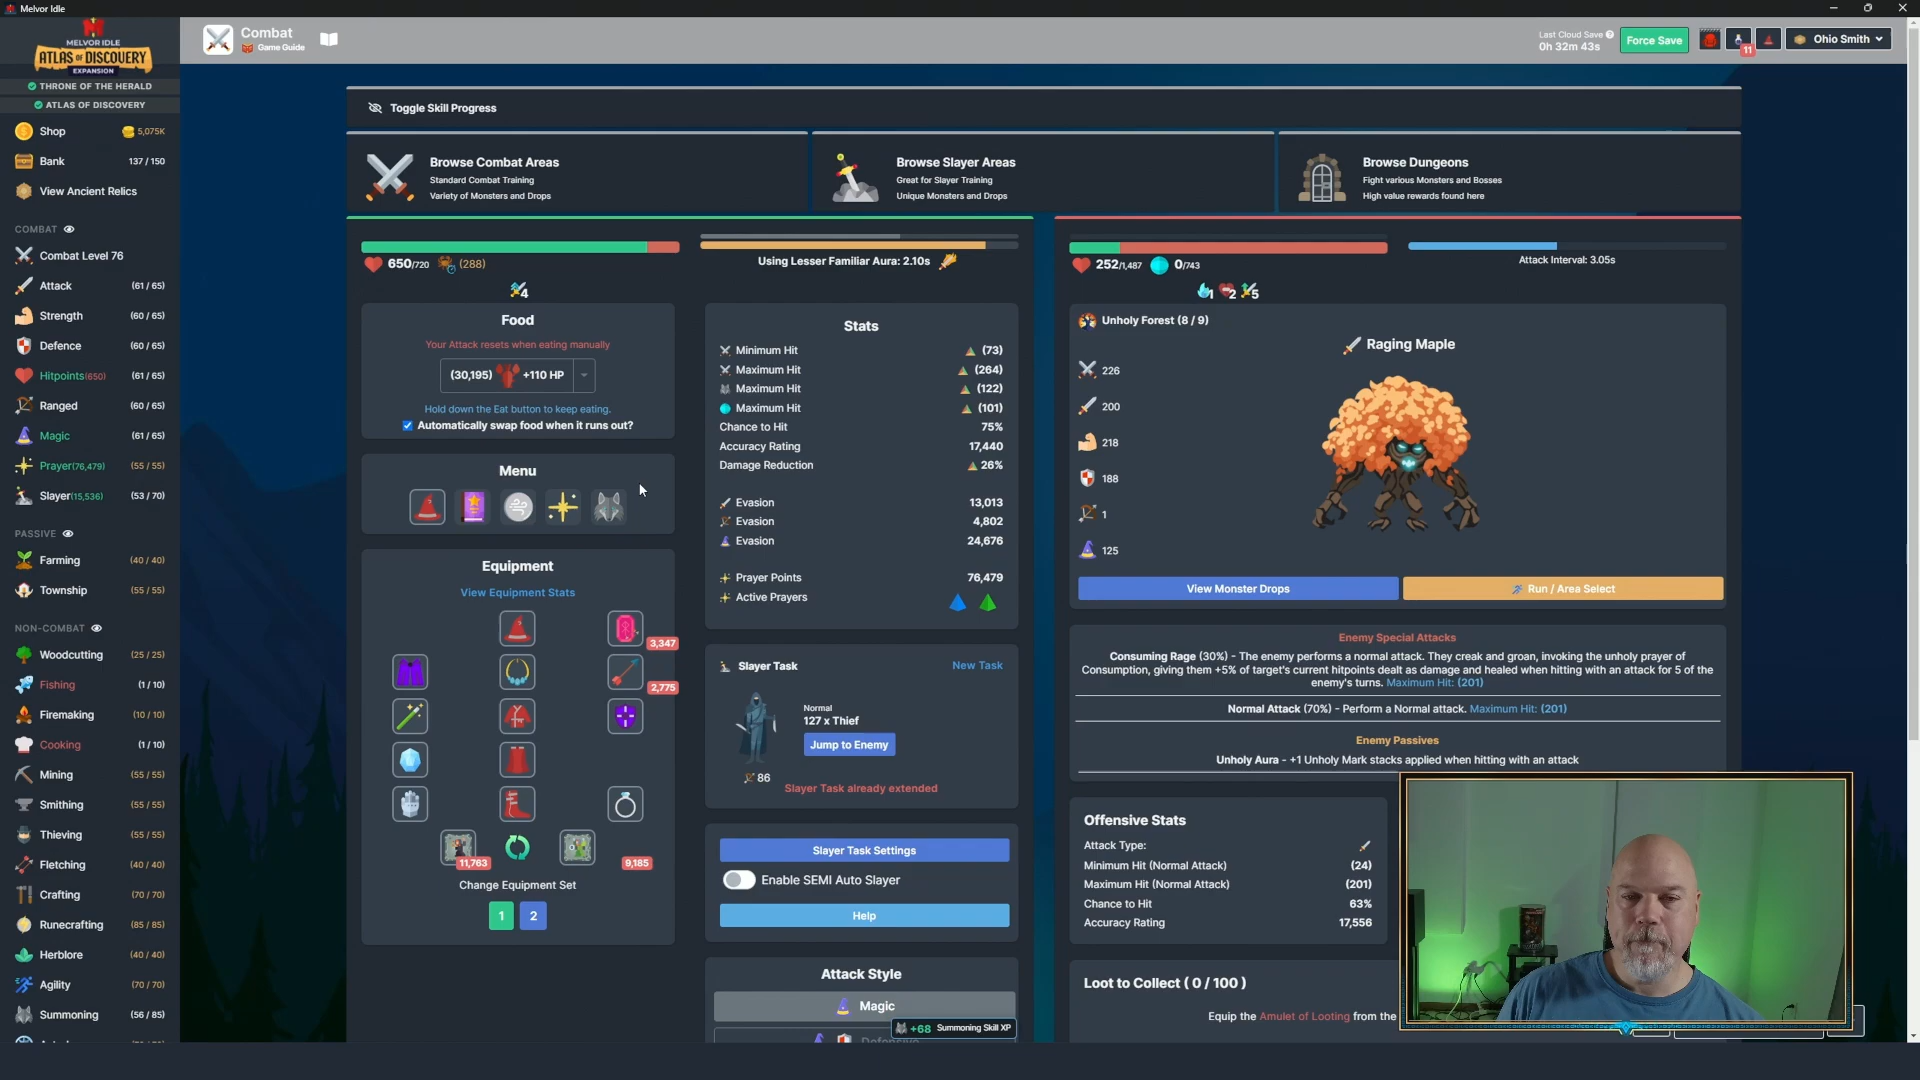 Melvor Idle
MELVOR IDLE
ATLAS OF DISCOVERY
EXPANSION
THRONE OF THE HERALD
ATLAS OF DISCOVERY
Shop 5,075K
Bank 137 / 150
View Ancient Relics
COMBAT
Combat Level 76
Attack (61 / 65)
Strength (60 / 65)
Defence (60 / 65)
Hitpoints(650) (61 / 65)
Ranged (60 / 65)
Magic (61 / 65)
Prayer(76,479) (55 / 55)
Slayer(15,536) (53 / 70)
PASSIVE
Farming (40 / 40)
Township (55 / 55)
NON-COMBAT
Woodcutting (25 / 25)
Fishing (1 / 10)
Firemaking (10 / 10)
Cooking (1 / 10)
Mining (55 / 55)
Smithing (55 / 55)
Thieving (55 / 55)
Fletching (40 / 40)
Crafting (70 / 70)
Runecrafting (85 / 85)
Herblore (40 / 40)
Agility (70 / 70)
Summoning (56 / 85)
Combat
Game Guide
Last Cloud Save
0h 32m 43s
Force Save
11
Ohio Smith
Toggle Skill Progress
Browse Combat Areas
Standard Combat Training
Variety of Monsters and Drops
Browse Slayer Areas
Great for Slayer Training
Unique Monsters and Drops
Browse Dungeons
Fight various Monsters and Bosses
High value rewards found here
650/720 (288)
4
Food
Your Attack resets when eating manually
(30,195) +110 HP
Hold down the Eat button to keep eating.
Automatically swap food when it runs out?
Menu
Equipment
View Equipment Stats
3,347
2,775
11,763
9,185
Change Equipment Set
1 2
Using Lesser Familiar Aura: 2.10s
Stats
Minimum Hit (73)
Maximum Hit (264)
Maximum Hit (122)
Maximum Hit (101)
Chance to Hit 75%
Accuracy Rating 17,440
Damage Reduction 26%
Evasion 13,013
Evasion 4,802
Evasion 24,676
Prayer Points 76,479
Active Prayers
Slayer Task New Task
Normal
127 x Thief
Jump to Enemy
86
Slayer Task already extended
Slayer Task Settings
Enable SEMI Auto Slayer
Help
Attack Style
Magic
+68 Summoning Skill XP
Defensive
252/1,487 0/743
1 2 5
Attack Interval: 3.05s
Unholy Forest (8 / 9)
Raging Maple
226
200
218
188
1
125
View Monster Drops
Run / Area Select
Enemy Special Attacks
Consuming Rage (30%) - The enemy performs a normal attack. They creak and groan, invoking the unholy prayer of
Consumption, giving them +5% of target's current hitpoints dealt as damage and healed when hitting with an attack for 5 of the
enemy's turns. Maximum Hit: (201)
Normal Attack (70%) - Perform a Normal attack. Maximum Hit: (201)
Enemy Passives
Unholy Aura - +1 Unholy Mark stacks applied when hitting with an attack
Offensive Stats
Attack Type:
Minimum Hit (Normal Attack) (24)
Maximum Hit (Normal Attack) (201)
Chance to Hit 63%
Accuracy Rating 17,556
Loot to Collect ( 0 / 100 )
Equip the Amulet of Looting from the